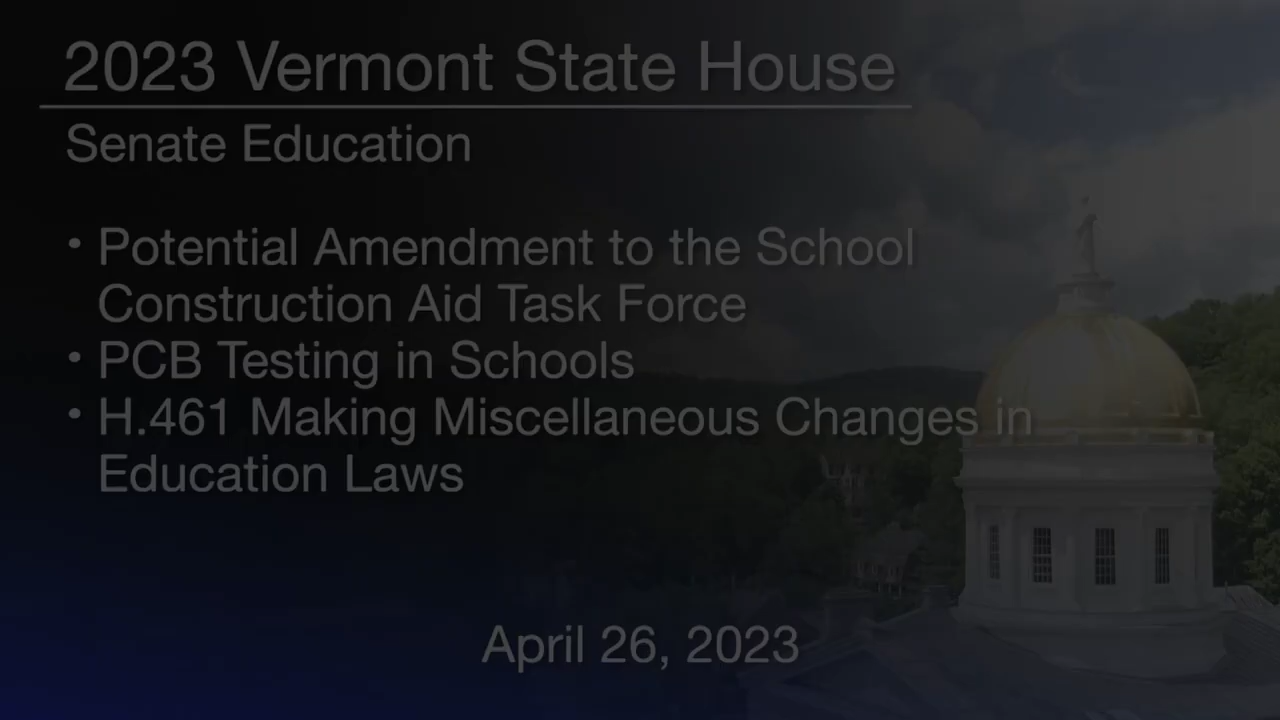 2023 Vermont State House
Senate Education
• Potential Amendment to the School
Construction Aid Task Force
• PCB Testing in Schools
• H.461 Making Miscellaneous Changes in
Education Laws
April 26, 2023